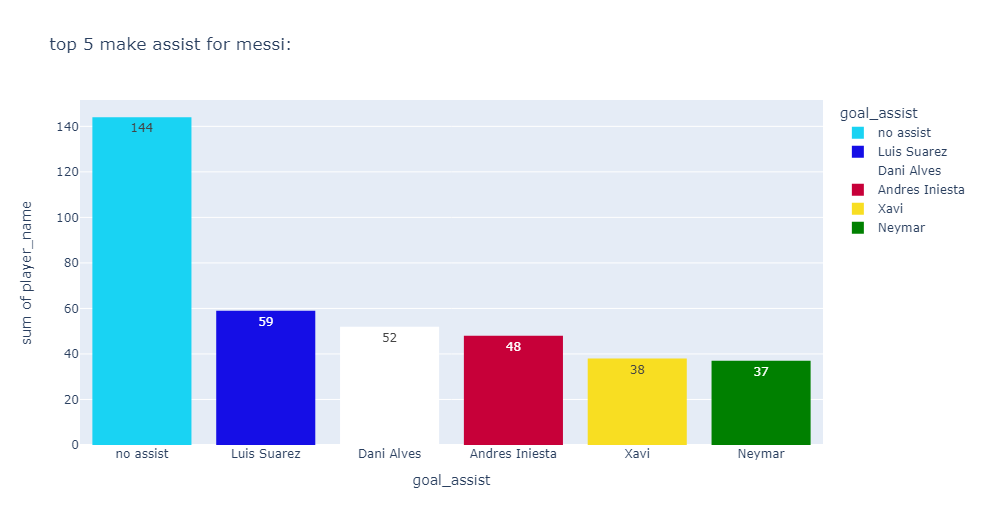 top 5 make assist for messi:
sum of player_name
140
120
100
80
60
40
20
0
144
59
52
48
38
37
no assist
Luis Suarez
Dani Alves
Andres Iniesta
Xavi
Neymar
goal_assist
goal_assist
no assist
Luis Suarez
Dani Alves
Andres Iniesta
Xavi
Neymar